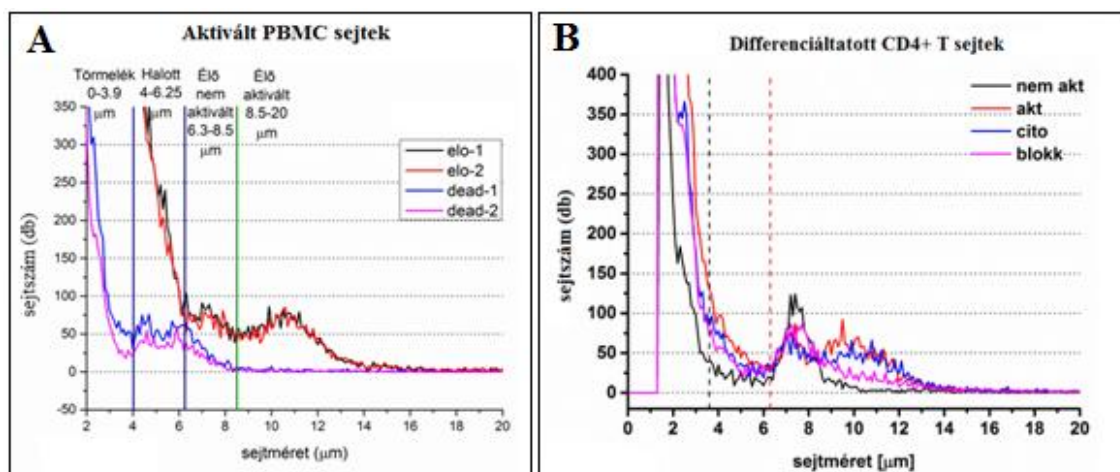 A
Aktivált PBMC sejtek
Törmelék
0-3.9
µm
Halott
4-6.25
µm
Élő
nem
aktivált
6.3-8.5
µm
Élő
aktivált
8.5-20
µm
350
300
250
200
150
100
50
0
-50
sejtszám (db)
elo-1
elo-2
dead-1
dead-2
2 4 6 8 10 12 14 16 18 20
sejtméret (µm)
B
Differenciáltatott CD4+ T sejtek
400
350
300
250
200
150
100
50
0
sejtszám (db)
nem akt
akt
cito
blokk
0 2 4 6 8 10 12 14 16 18 20
sejtméret [µm]